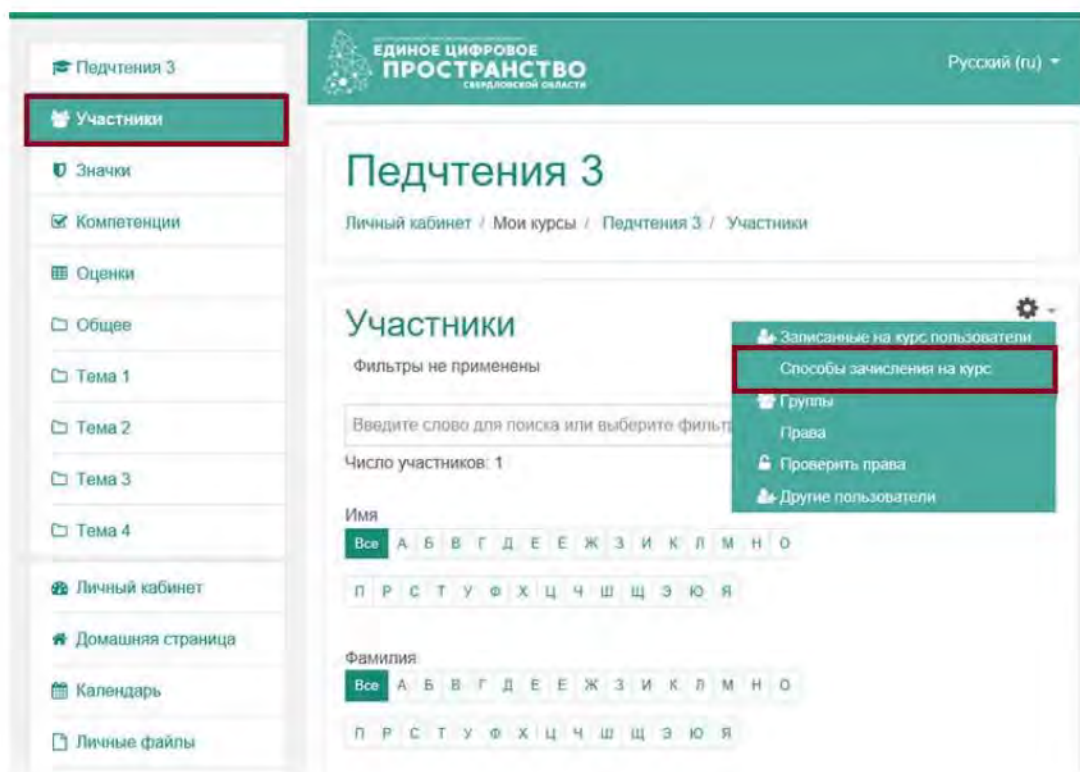 Педчтения 3
Участники
Значки
Компетенции
Оценки
Общее
Тема 1
Тема 2
Тема 3
Тема 4
Личный кабинет
Домашняя страница
Календарь
Личные файлы
ЕДИНОЕ ЦИФРОВОЕ
ПРОСТРАНСТВО
СВЕРДЛОВСКОЙ ОБЛАСТИ
Русский (ru)
Педчтения 3
Личный кабинет / Мои курсы / Педчтения 3 / Участники
Участники
Фильтры не применены
Введите слово для поиска или выберите фильтр
Число участников: 1
Записанные на курс пользователи
Способы зачисления на курс
Группы
Права
Проверить права
Другие пользователи
Имя
Все А Б В Г Д Е Ё Ж З И К Л М Н О
П Р С Т У Ф Х Ц Ч Ш Щ Э Ю Я
Фамилия
Все А Б В Г Д Е Ё Ж З И К Л М Н О
П Р С Т У Ф Х Ц Ч Ш Щ Э Ю Я